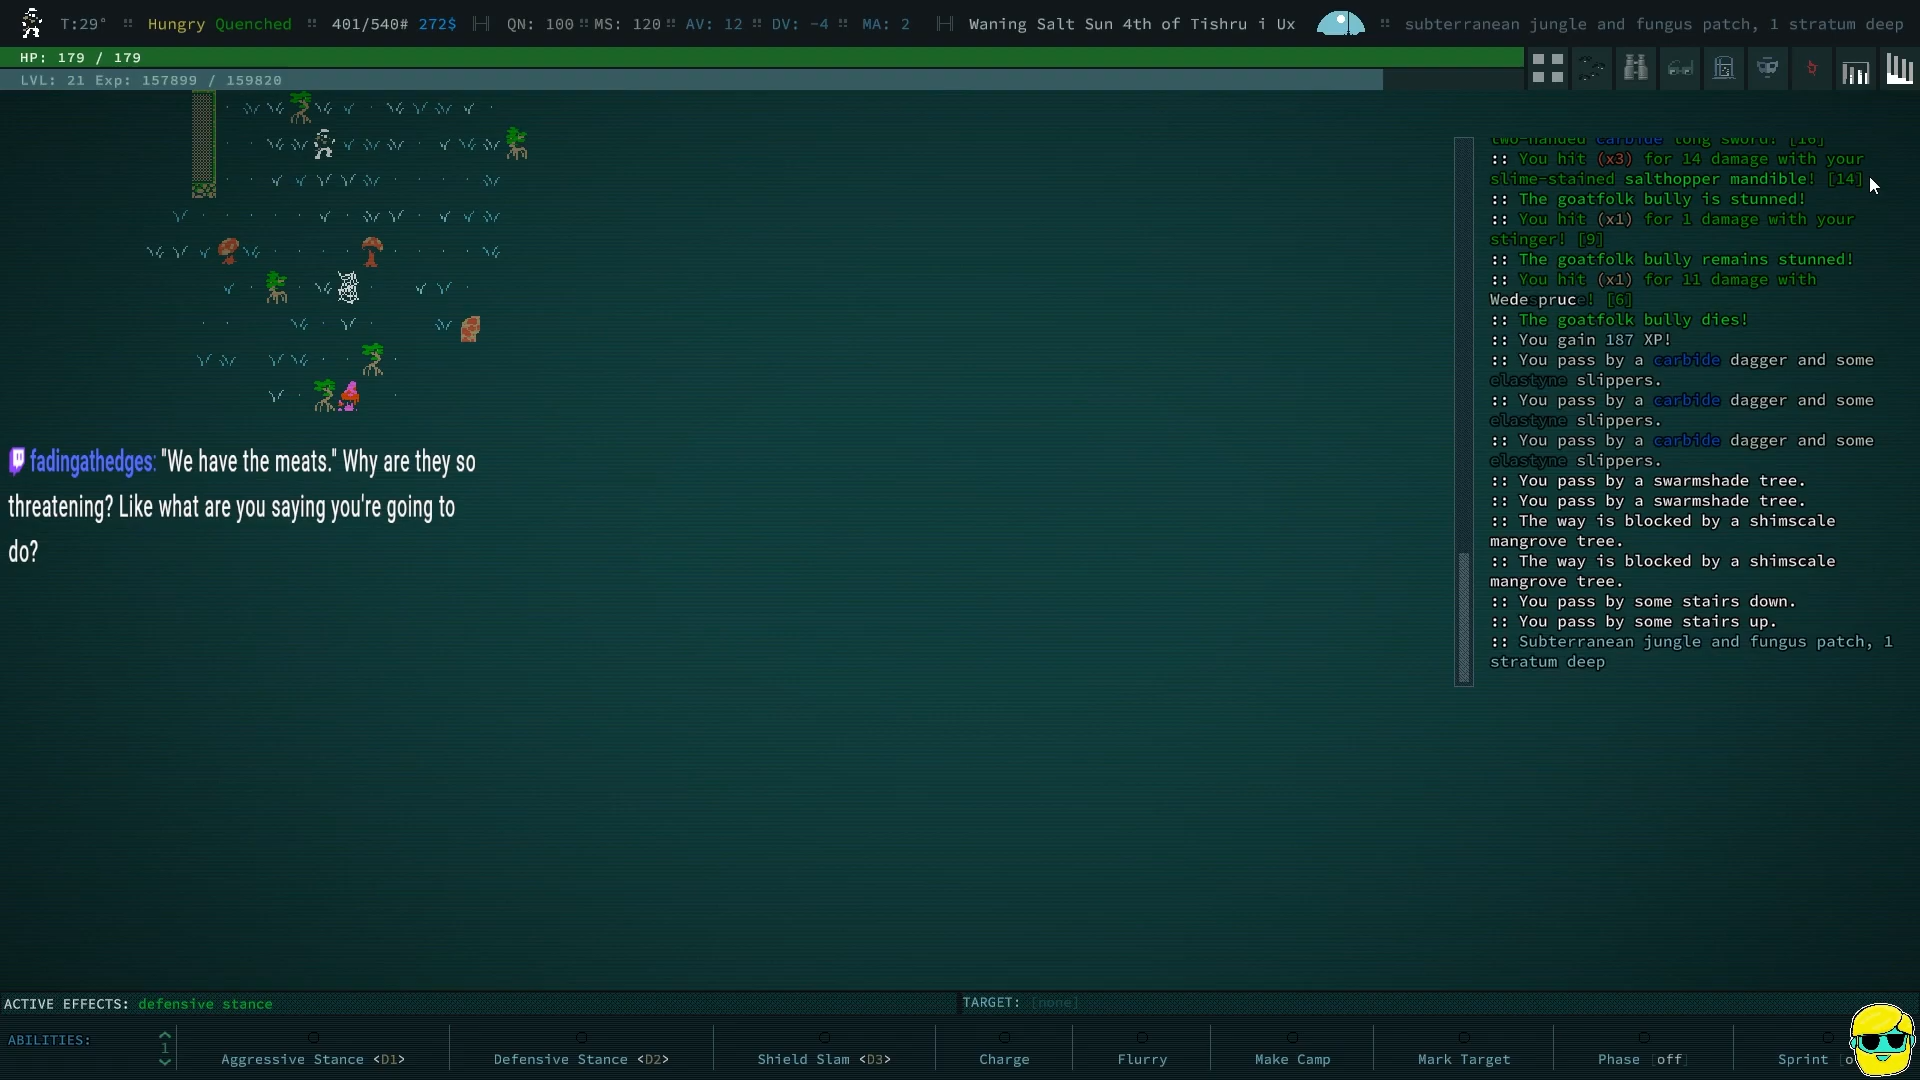 T:29° :: Hungry Quenched :: 401/540# 272$ QN: 100 :: MS: 120 :: AV: 12 :: DV: -4 :: MA: 2 Waning Salt Sun 4th of Tishru i Ux :: subterranean jungle and fungus patch, 1 stratum deep
HP: 179 / 179
LVL: 21 Exp: 157899 / 159820
two-handed carbide long sword! [16]
:: You hit (x3) for 14 damage with your
slime-stained salthopper mandible! [14]
:: The goatfolk bully is stunned!
:: You hit (x1) for 1 damage with your
stinger! [9]
:: The goatfolk bully remains stunned!
:: You hit (x1) for 11 damage with
Wedespruce! [6]
:: The goatfolk bully dies!
:: You gain 187 XP!
:: You pass by a carbide dagger and some
elastyne slippers.
:: You pass by a carbide dagger and some
elastyne slippers.
:: You pass by a carbide dagger and some
elastyne slippers.
:: You pass by a swarmshade tree.
:: You pass by a swarmshade tree.
:: The way is blocked by a shimscale
mangrove tree.
:: The way is blocked by a shimscale
mangrove tree.
:: You pass by some stairs down.
:: You pass by some stairs up.
:: Subterranean jungle and fungus patch, 1
stratum deep
fadingathedges: "We have the meats." Why are they so
threatening? Like what are you saying you're going to
do?
ACTIVE EFFECTS: defensive stance
TARGET: [none]
ABILITIES: 1 Aggressive Stance <D1> Defensive Stance <D2> Shield Slam <D3> Charge Flurry Make Camp Mark Target Phase [off] Sprint